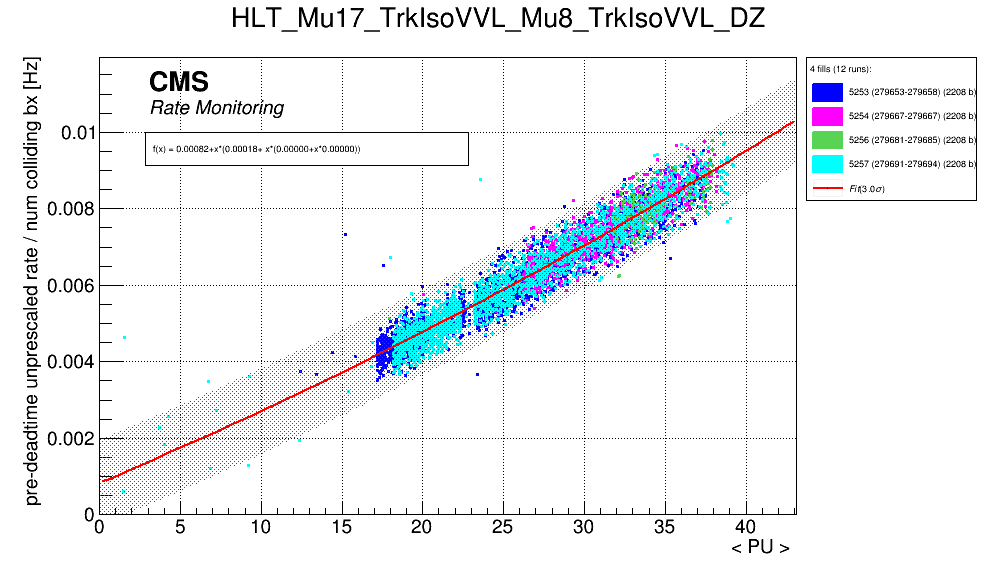 HLT_Mu17_TrkIsoVVL_Mu8_TrkIsoVVL_DZ
pre-deadtime unprescaled rate / num colliding bx [Hz]
CMS
Rate Monitoring
f(x) = 0.00082+x*(0.00018+ x*(0.00000+x*0.00000))
4 fills (12 runs):
5253 (279653-279658) (2208 b)
5254 (279667-279667) (2208 b)
5256 (279681-279685) (2208 b)
5257 (279691-279694) (2208 b)
Fit(3.0σ)
0.01
0.008
0.006
0.004
0.002
0
0 5 10 15 20 25 30 35 40
< PU >